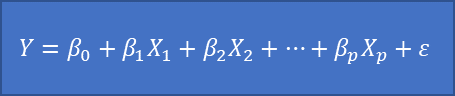 Y = β₀ + β₁X₁ + β₂X₂ + ⋯ + βₚXₚ + ε